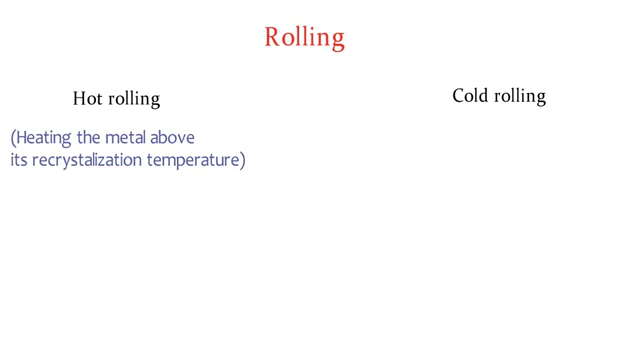 Rolling
Hot rolling
Cold rolling
(Heating the metal above
its recrystalization temperature)